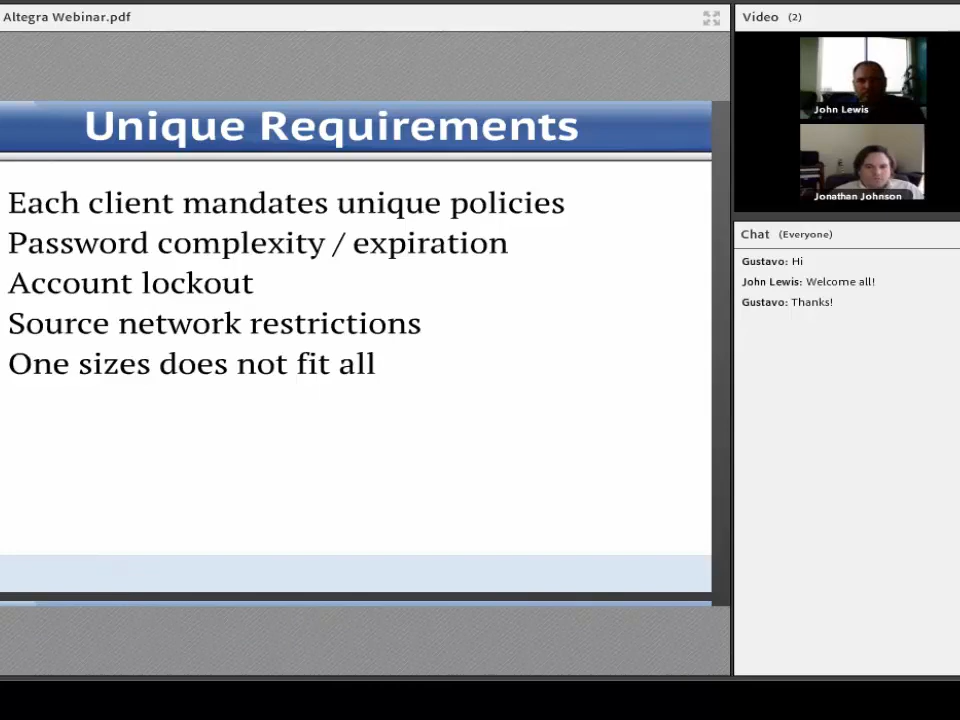 Altegra Webinar.pdf
Unique Requirements
Each client mandates unique policies
Password complexity / expiration
Account lockout
Source network restrictions
One sizes does not fit all
Video (2)
John Lewis
Jonathan Johnson
Chat (Everyone)
Gustavo: Hi
John Lewis: Welcome all!
Gustavo: Thanks!